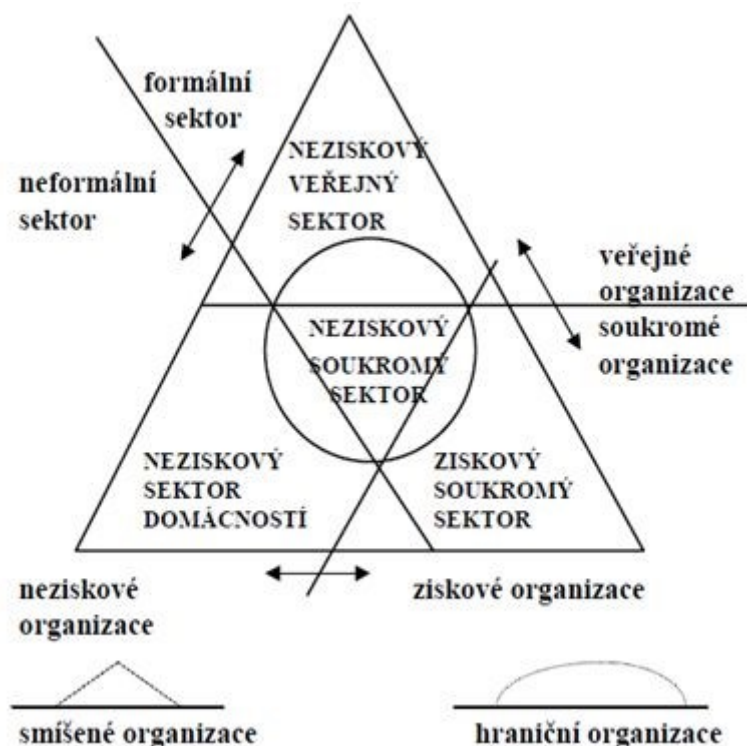 formální
sektor
neformální
sektor
NEZISKOVÝ
VEŘEJNÝ
SEKTOR
veřejné
organizace
soukromé
organizace
NEZISKOVÝ
SOUKROMÝ
SEKTOR
NEZISKOVÝ
SEKTOR
DOMÁCNOSTÍ
ZISKOVÝ
SOUKROMÝ
SEKTOR
neziskové
organizace
ziskové organizace
smíšené organizace
hraniční organizace